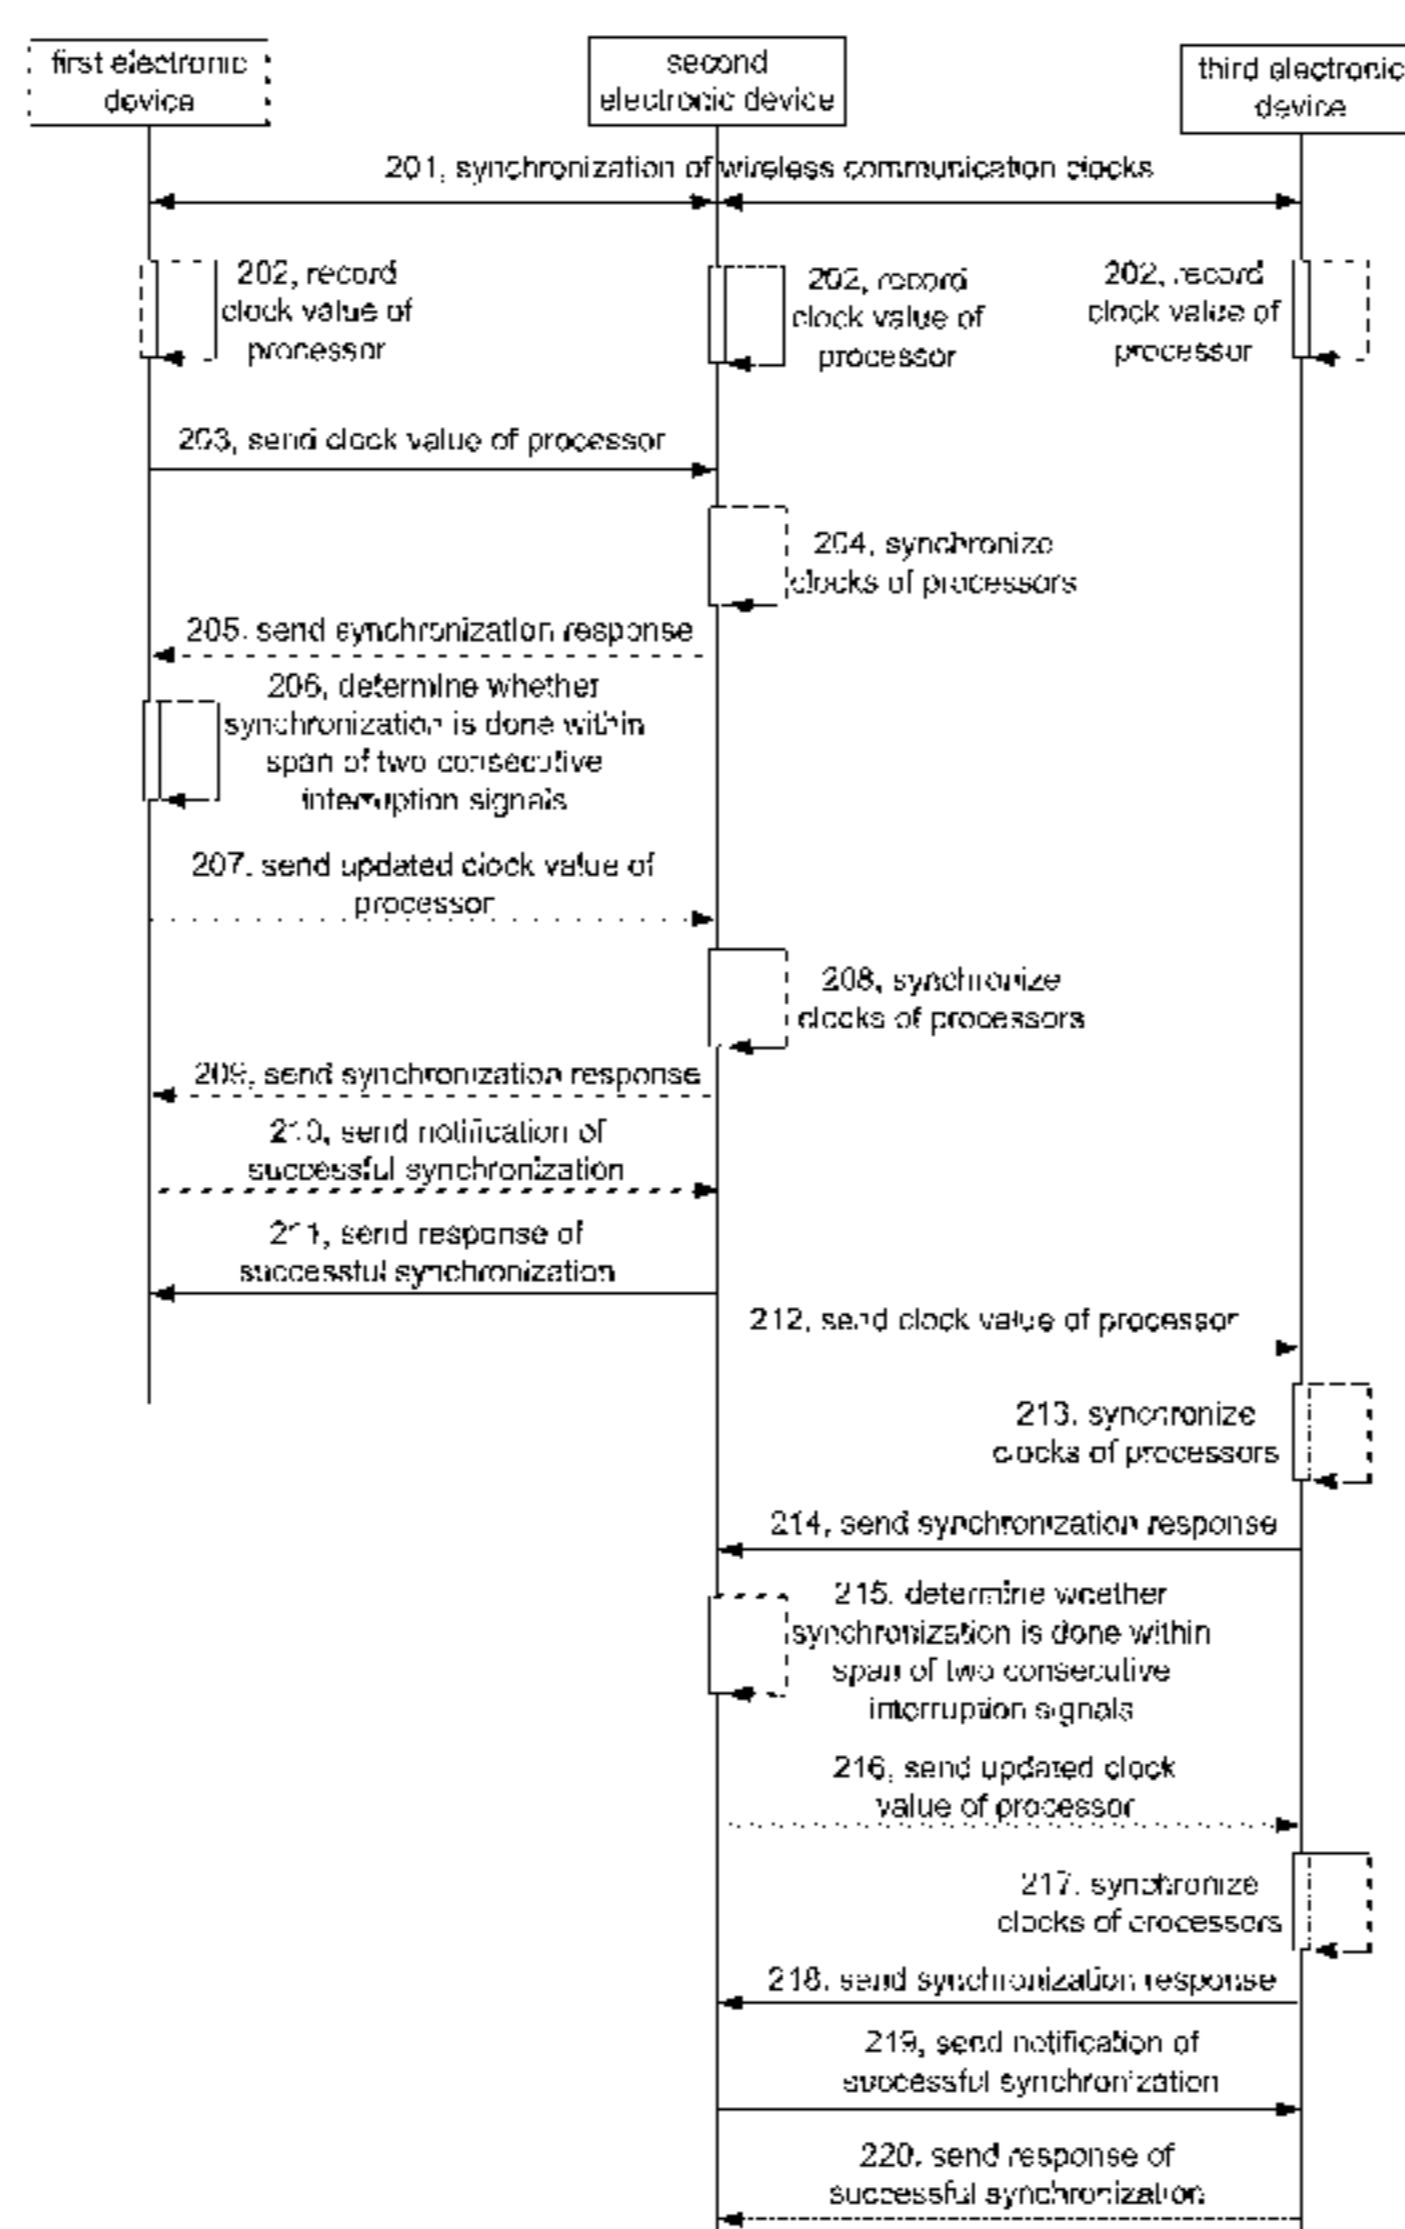 first electronic
device
second
electronic device
third electronic
device
201, synchronization of wireless communication clocks
202, record
clock value of
processor
202, record
clock value of
processor
202, record
clock value of
processor
203, send clock value of processor
204, synchronize
clocks of processors
205. send synchronization response
206, determine whether
synchronization is done within
span of two consecutive
interruption signals
207. send updated clock value of
processor
208, synchronize
clocks of processors
209, send synchronization response
210, send notification of
successful synchronization
211, send response of
successful synchronization
212, send clock value of processor
213. synchronize
clocks of processors
214, send synchronization response
215. determine whether
synchronization is done within
span of two consecutive
interruption signals
216, send updated clock
value of processor
217. synchronize
clocks of processors
218. send synchronization response
219, send notification of
successful synchronization
220. send response of
successful synchronization